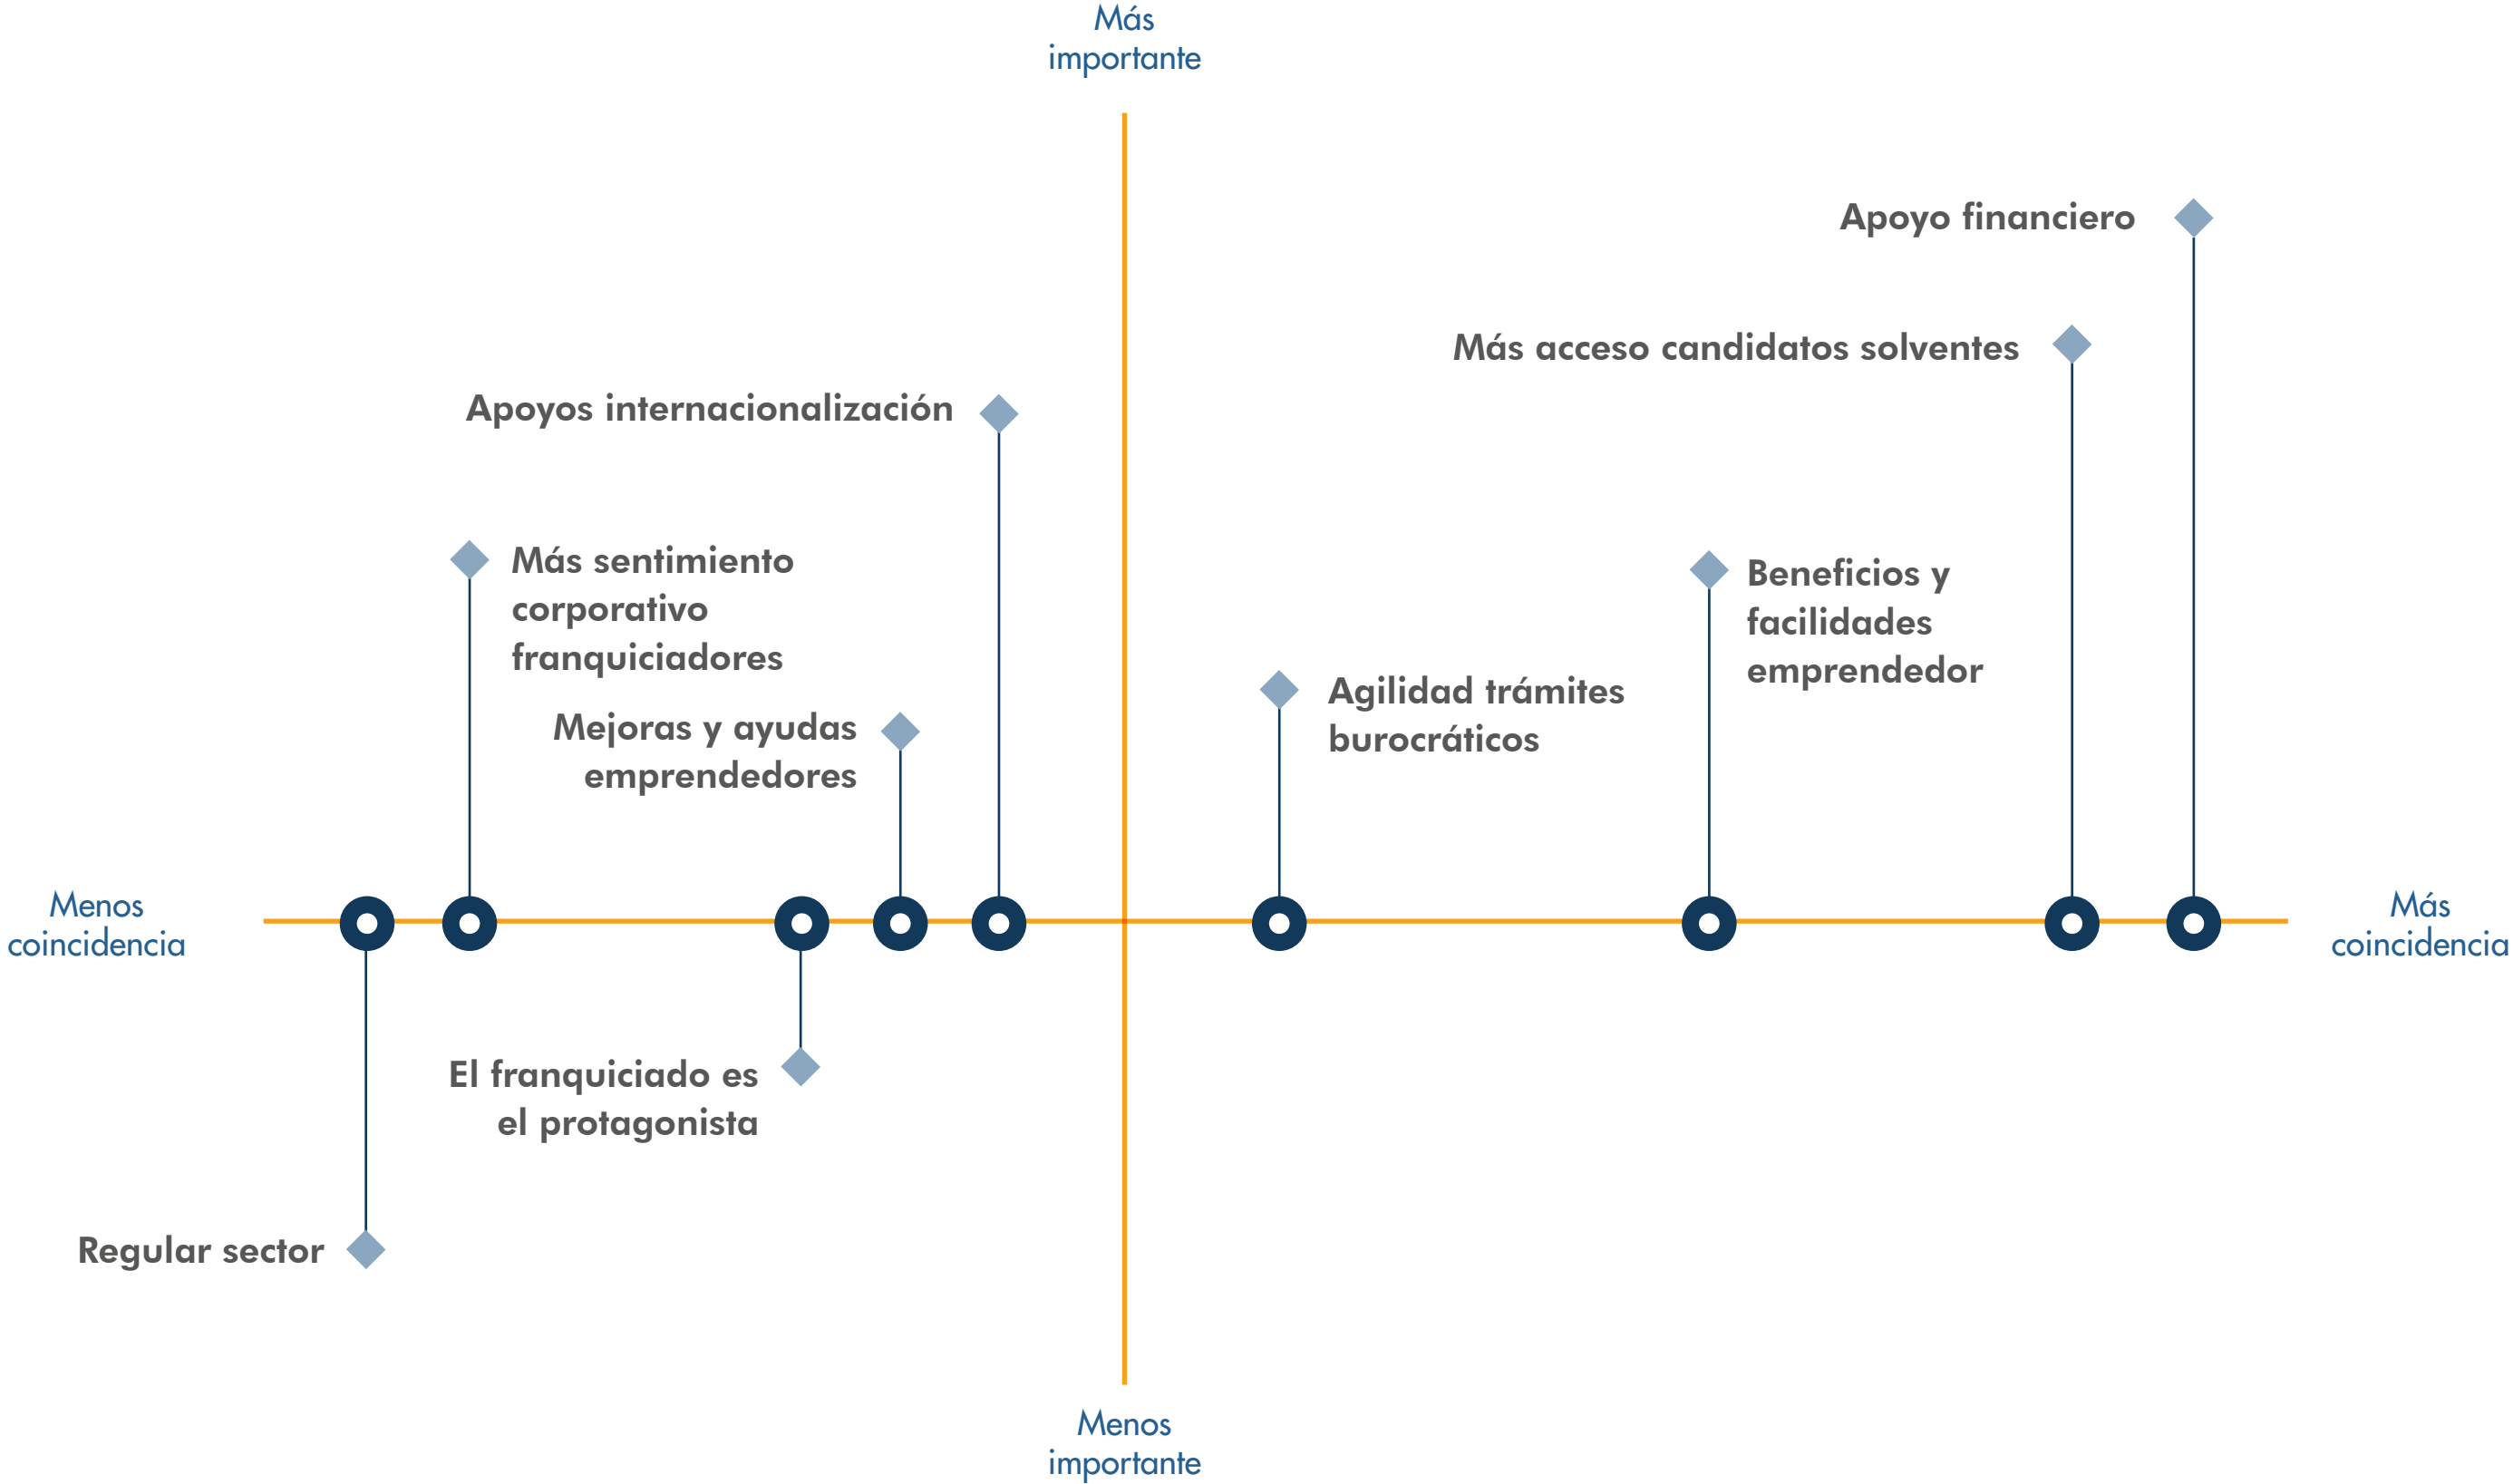 Más
importante
Apoyo financiero
Más acceso candidatos solventes
Apoyos internacionalización
Más sentimiento
corporativo
franquiciadores
Beneficios y
facilidades
emprendedor
Agilidad trámites
burocráticos
Mejoras y ayudas
emprendedores
Menos
coincidencia
Más
coincidencia
El franquiciado es
el protagonista
Regular sector
Menos
importante